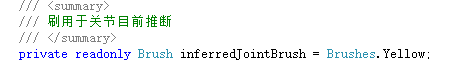 /// <summary>
/// 刷用于关节目前推断
/// </summary>
private readonly Brush inferredJointBrush = Brushes.Yellow;